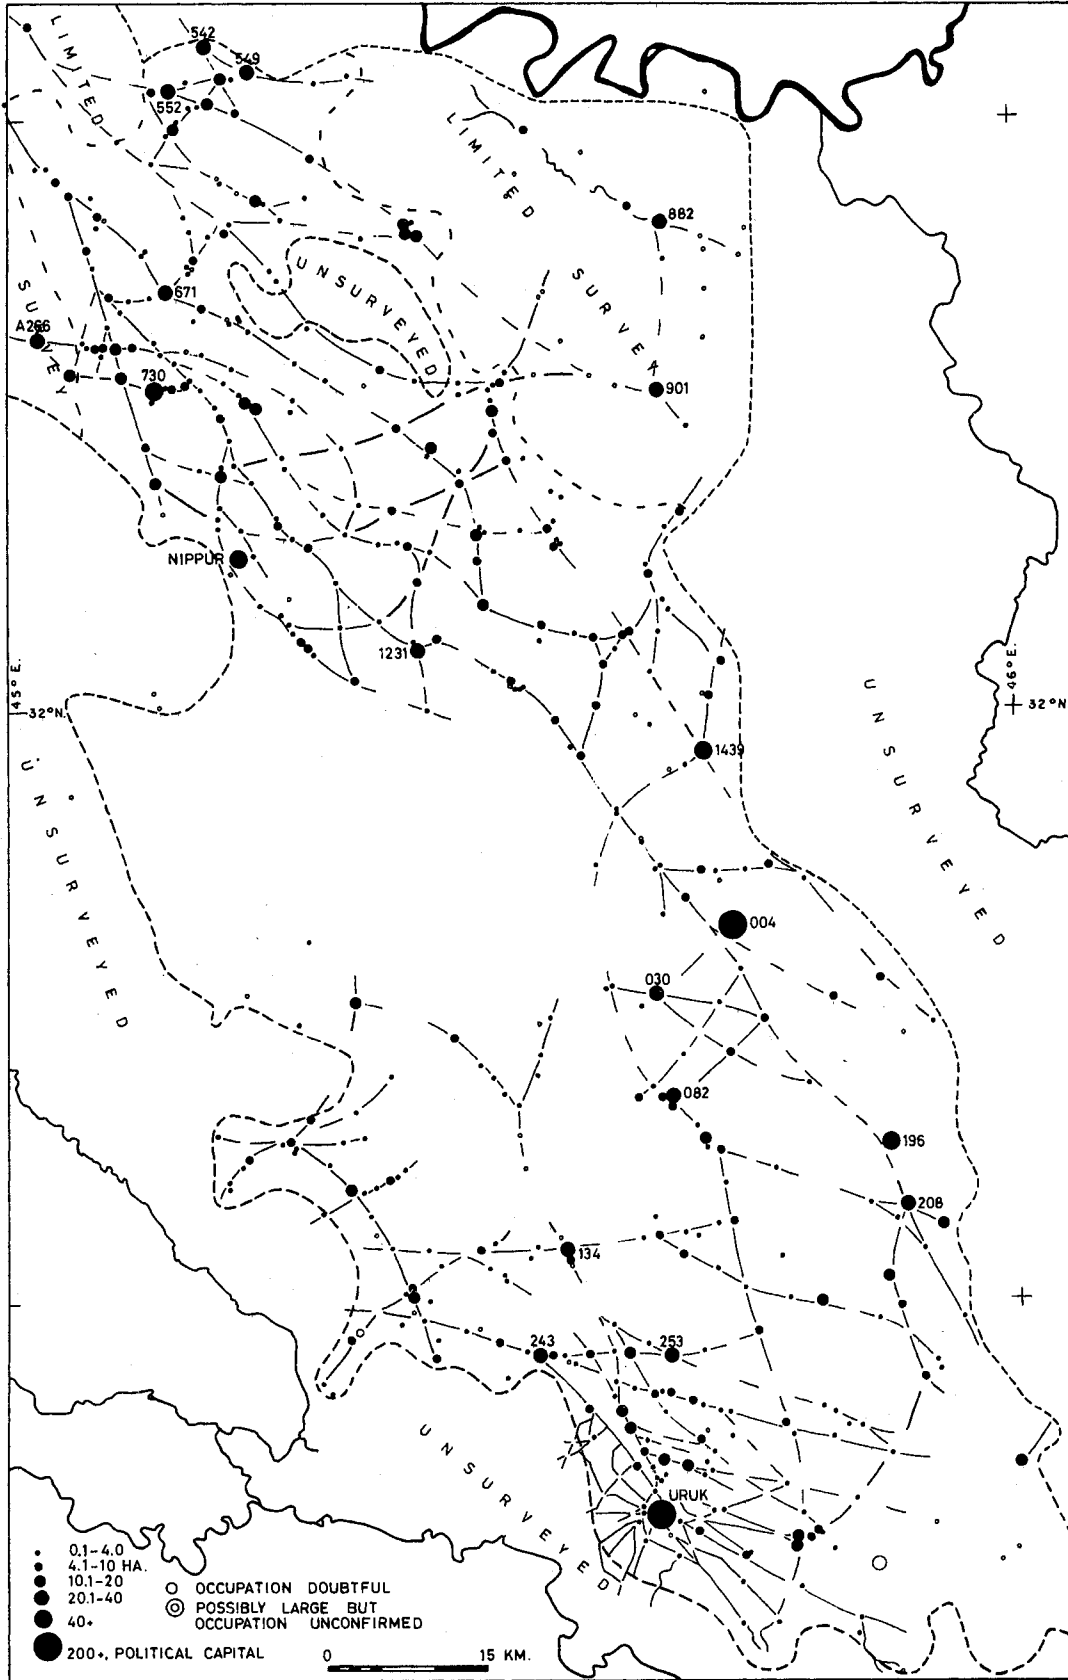 542
549
552
LIMITED
SURVEY
LIMITED
SURVEY
882
671
UNSURVEYED
A266
730
901
NIPPUR
1231
45°E.
32°N.
46°E.
32°N
1439
UNSURVEYED
UNSURVEYED
004
030
082
196
208
134
243
253
UNSURVEYED
URUK
0.1-4.0
4.1-10 HA.
10.1-20
20.1-40
40+
200+, POLITICAL CAPITAL
OCCUPATION DOUBTFUL
POSSIBLY LARGE BUT
OCCUPATION UNCONFIRMED
0 15 KM.